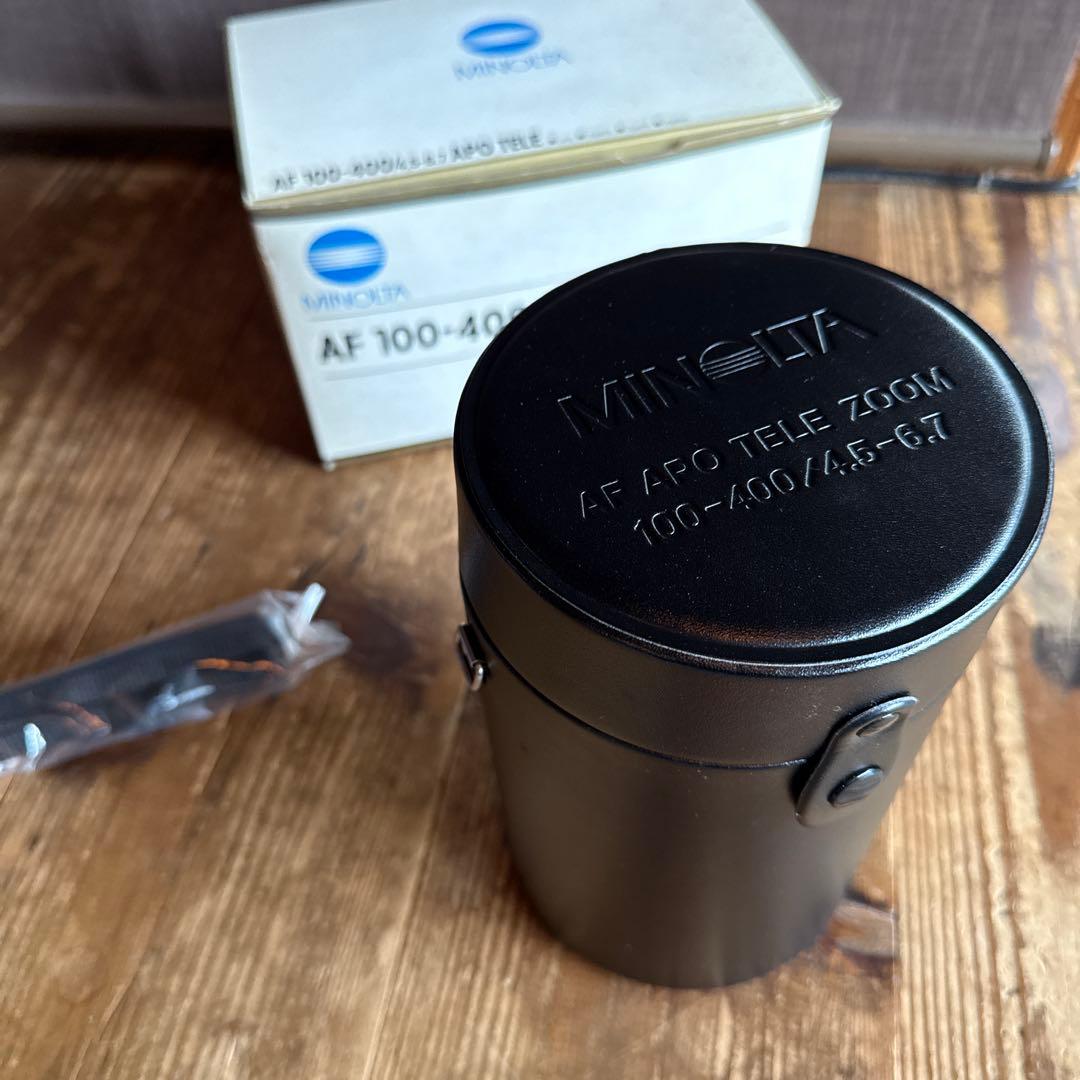 MINOLTA
AF 100-400/4.5-6.7 APO TELE
MINOLTA
AF 100-400
MINOLTA
AF APO TELE ZOOM
100-400/4.5-6.7